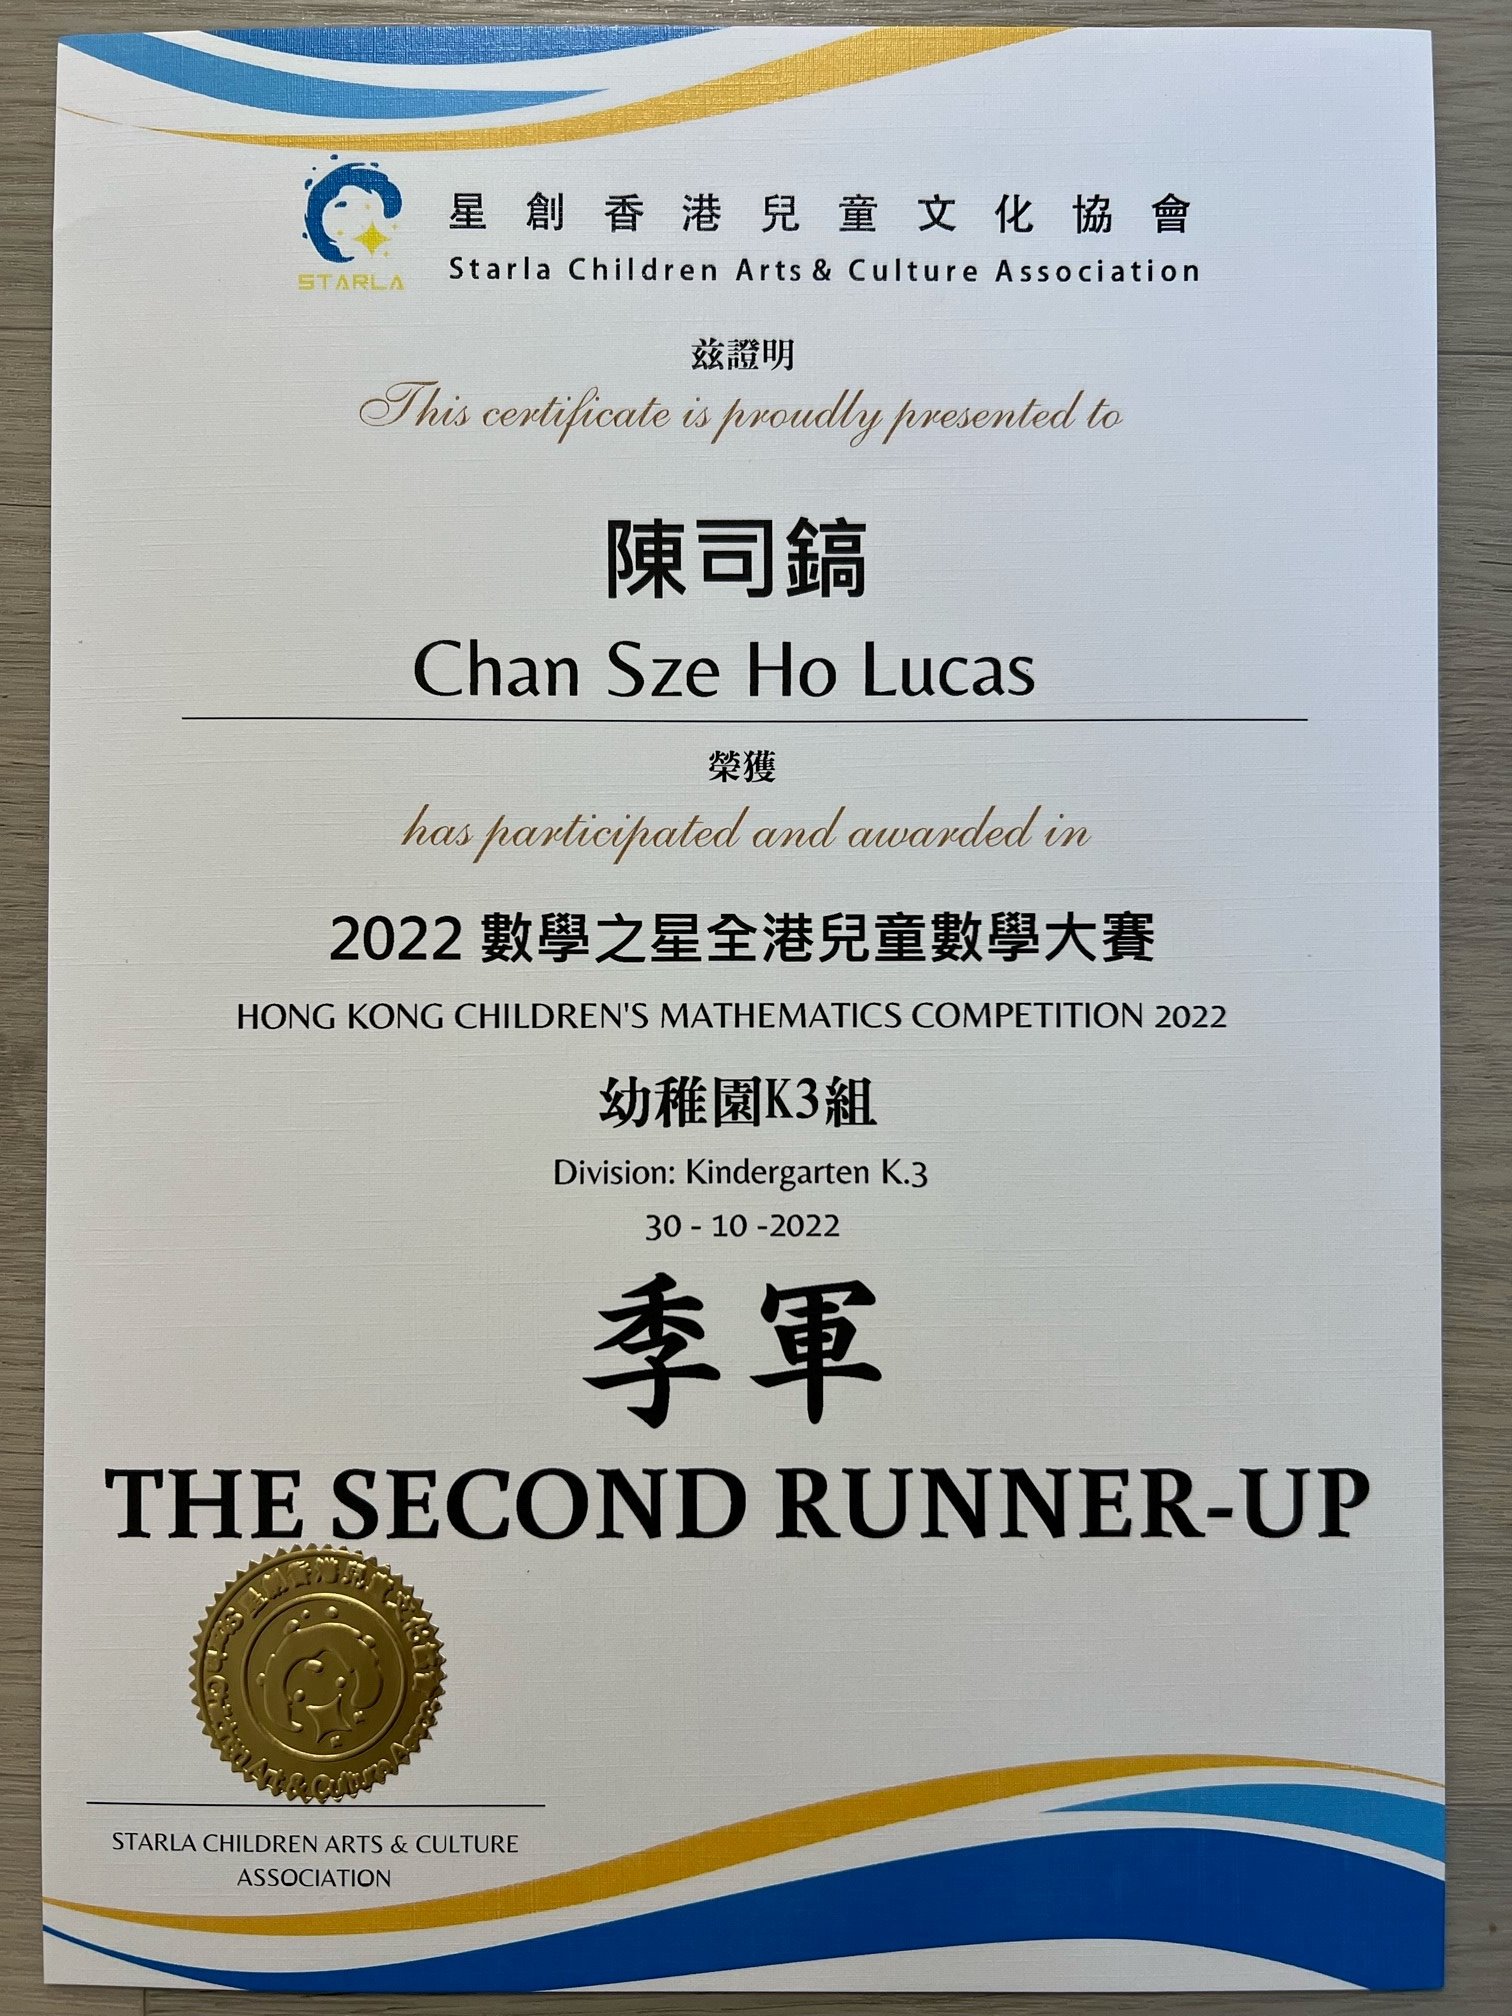 星創香港兒童文化協會
STARLA
Starla Children Arts & Culture Association
茲證明
This certificate is proudly presented to
陳司鎬
Chan Sze Ho Lucas
榮獲
has participated and awarded in
2022 數學之星全港兒童數學大賽
HONG KONG CHILDREN'S MATHEMATICS COMPETITION 2022
幼稚園K3組
Division: Kindergarten K.3
30 - 10 -2022
季軍
THE SECOND RUNNER-UP
STARLA CHILDREN ARTS & CULTURE
ASSOCIATION